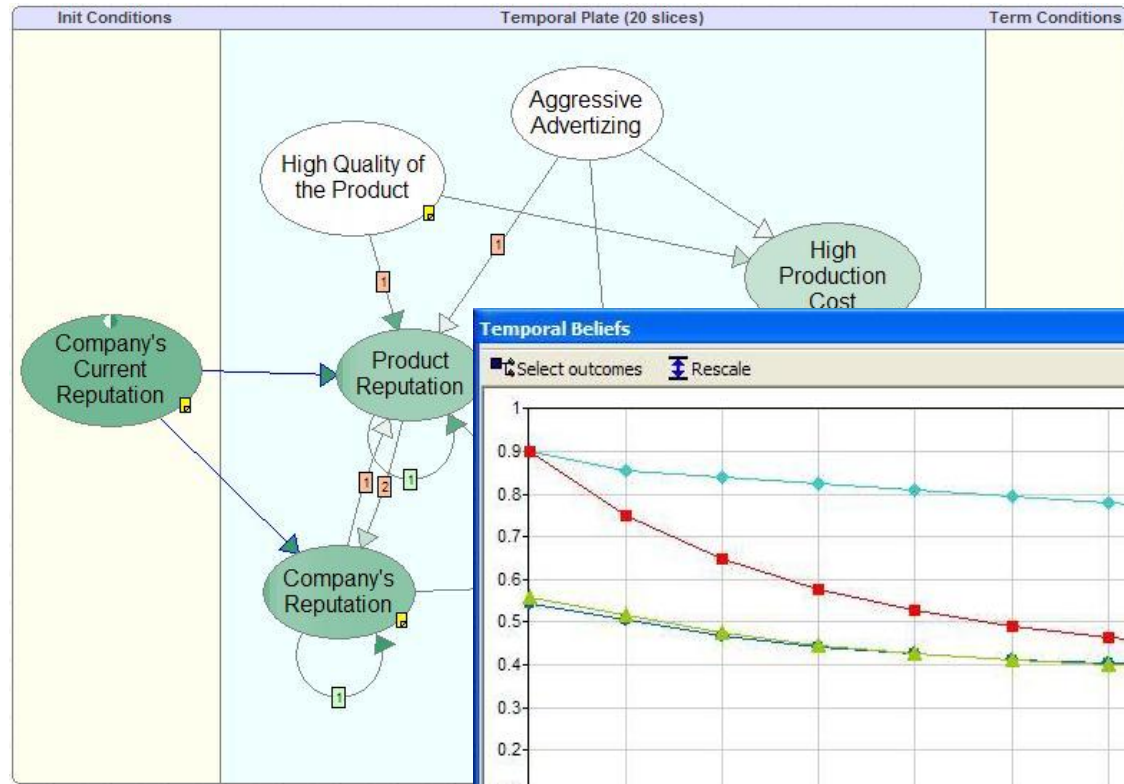 Init Conditions
Temporal Plate (20 slices)
Term Conditions
Aggressive
Advertizing
High Quality of
the Product
1
1
High
Production
Cost
Company's
Current
Reputation
Product
Reputation
1
1
2
Company's
Reputation
1
Temporal Beliefs
Select outcomes
Rescale
1
0.9
0.8
0.7
0.6
0.5
0.4
0.3
0.2